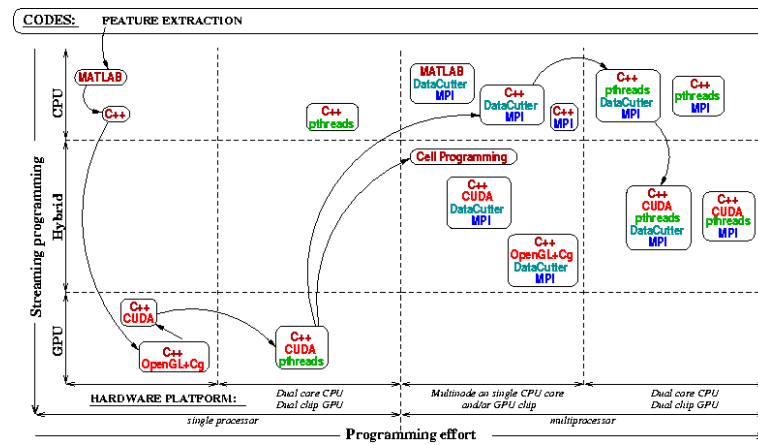 CODES: FEATURE EXTRACTION
Streaming programming
CPU
MATLAB
C++
C++
pthreads
MATLAB
DataCutter
MPI
C++
DataCutter
MPI
C++
MPI
C++
pthreads
DataCutter
MPI
C++
pthreads
MPI
Hybrid
Cell Programming
C++
CUDA
DataCutter
MPI
C++
OpenGL+Cg
DataCutter
MPI
C++
CUDA
pthreads
DataCutter
MPI
C++
CUDA
pthreads
MPI
GPU
C++
CUDA
C++
OpenGL+Cg
C++
CUDA
pthreads
HARDWARE PLATFORM:
Dual core CPU
Dual chip GPU
Multinode on single CPU core
and/or GPU chip
Dual core CPU
Dual chip GPU
single processor
multiprocessor
Programming effort